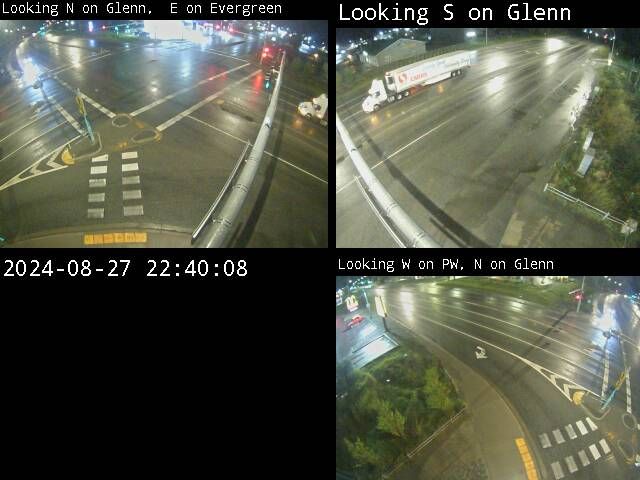 Looking N on Glenn,  E on Evergreen
Looking S on Glenn
2024-08-27 22:40:08
Looking W on PW, N on Glenn